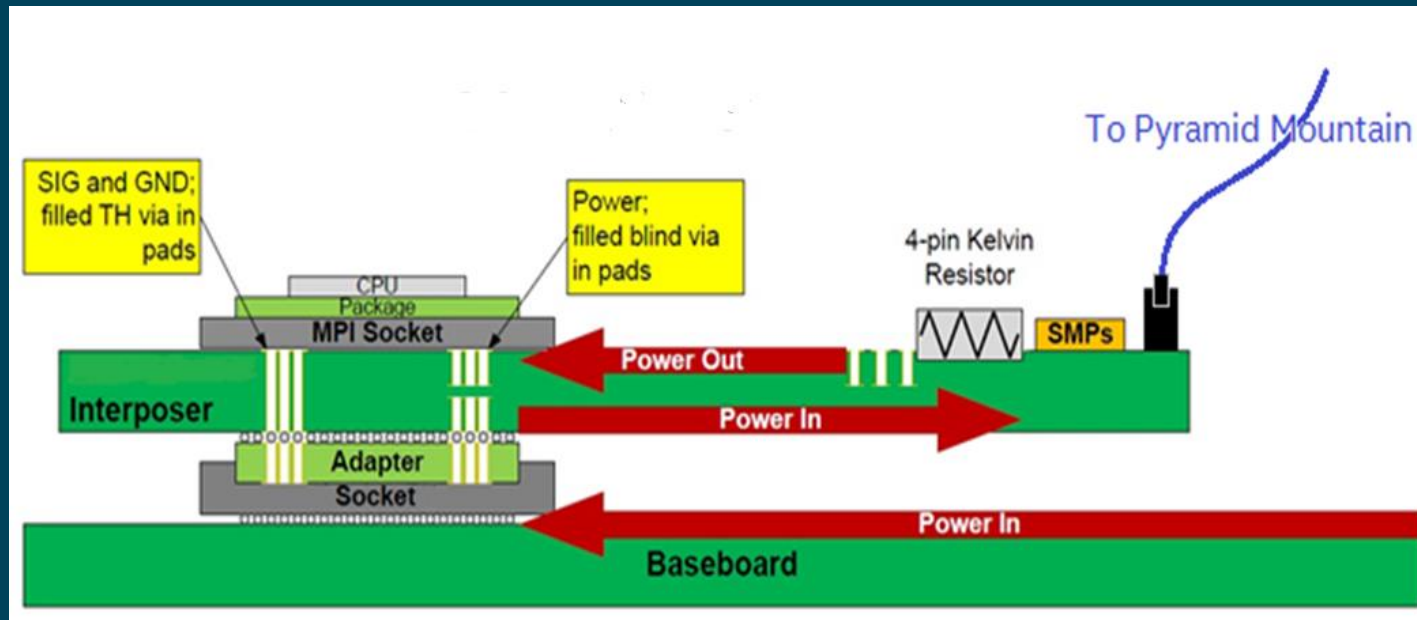 To Pyramid Mountain
SIG and GND;
filled TH via in
pads
Power;
filled blind via
in pads
4-pin Kelvin
Resistor
CPU
Package
MPI Socket
SMPs
Power Out
Interposer
Power In
Adapter
Socket
Power In
Baseboard